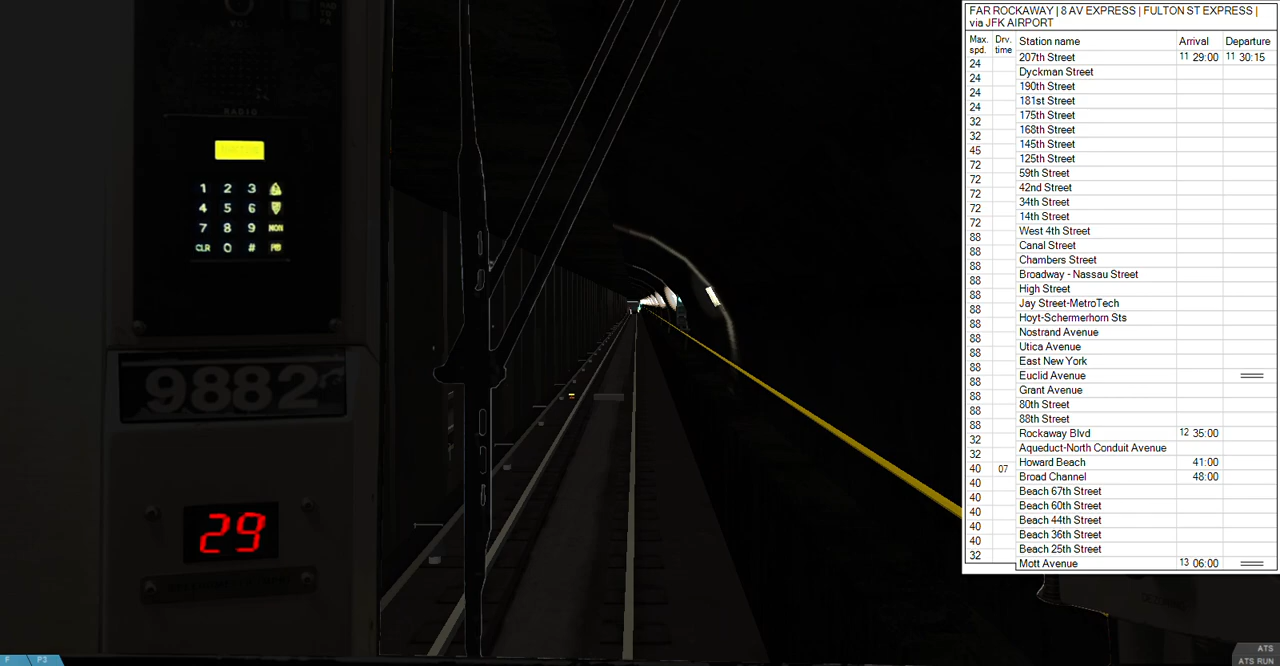 VOL
RADIO
1 2 3
4 5 6
7 8 9 MON
CLR 0 # PB
9882
29
SPEEDOMETER (MPH)
F P3
FAR ROCKAWAY | 8 AV EXPRESS | FULTON ST EXPRESS |
via JFK AIRPORT
Max. spd. Drv. time Station name Arrival Departure
207th Street 11 29:00 11 30:15
24
Dyckman Street
24
190th Street
24
181st Street
24
175th Street
32
168th Street
32
145th Street
45
125th Street
72
59th Street
72
42nd Street
72
34th Street
72
14th Street
72
West 4th Street
88
Canal Street
88
Chambers Street
88
Broadway - Nassau Street
88
High Street
88
Jay Street-MetroTech
88
Hoyt-Schermerhorn Sts
88
Nostrand Avenue
88
Utica Avenue
88
East New York
88
Euclid Avenue
88
Grant Avenue
88
80th Street
88
88th Street
88
Rockaway Blvd 12 35:00
32
Aqueduct-North Conduit Avenue
32
Howard Beach 41:00
40 07
Broad Channel 48:00
40
Beach 67th Street
40
Beach 60th Street
40
Beach 44th Street
40
Beach 36th Street
40
Beach 25th Street
32
Mott Avenue 13 06:00
ATS
ATS RUN